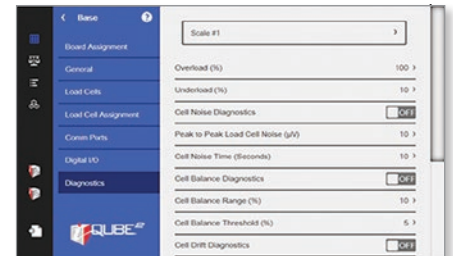 Base ?
Board Assignment
General
Load Cells
Load Cell Assignment
Comm Ports
Digital I/O
Diagnostics
iQUBE²
Scale #1
Overload (%) 100
Underload (%) 10
Cell Noise Diagnostics OFF
Peak to Peak Load Cell Noise (µV) 10
Cell Noise Time (Seconds) 10
Cell Balance Diagnostics OFF
Cell Balance Range (%) 10
Cell Balance Threshold (%) 5
Cell Drift Diagnostics OFF